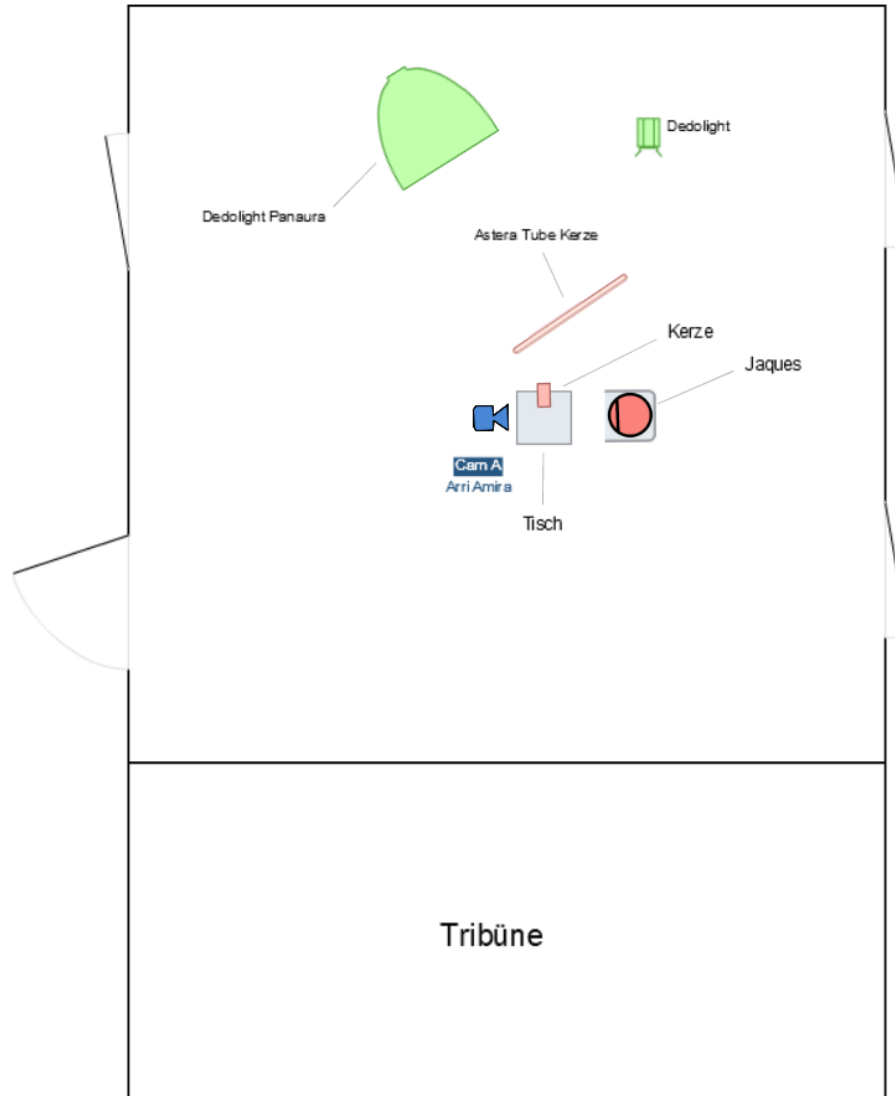 Dedolight
Dedolight Panaura
Astera Tube Kerze
Kerze
Jaques
Cam A
Arri Amira
Tisch
Tribüne